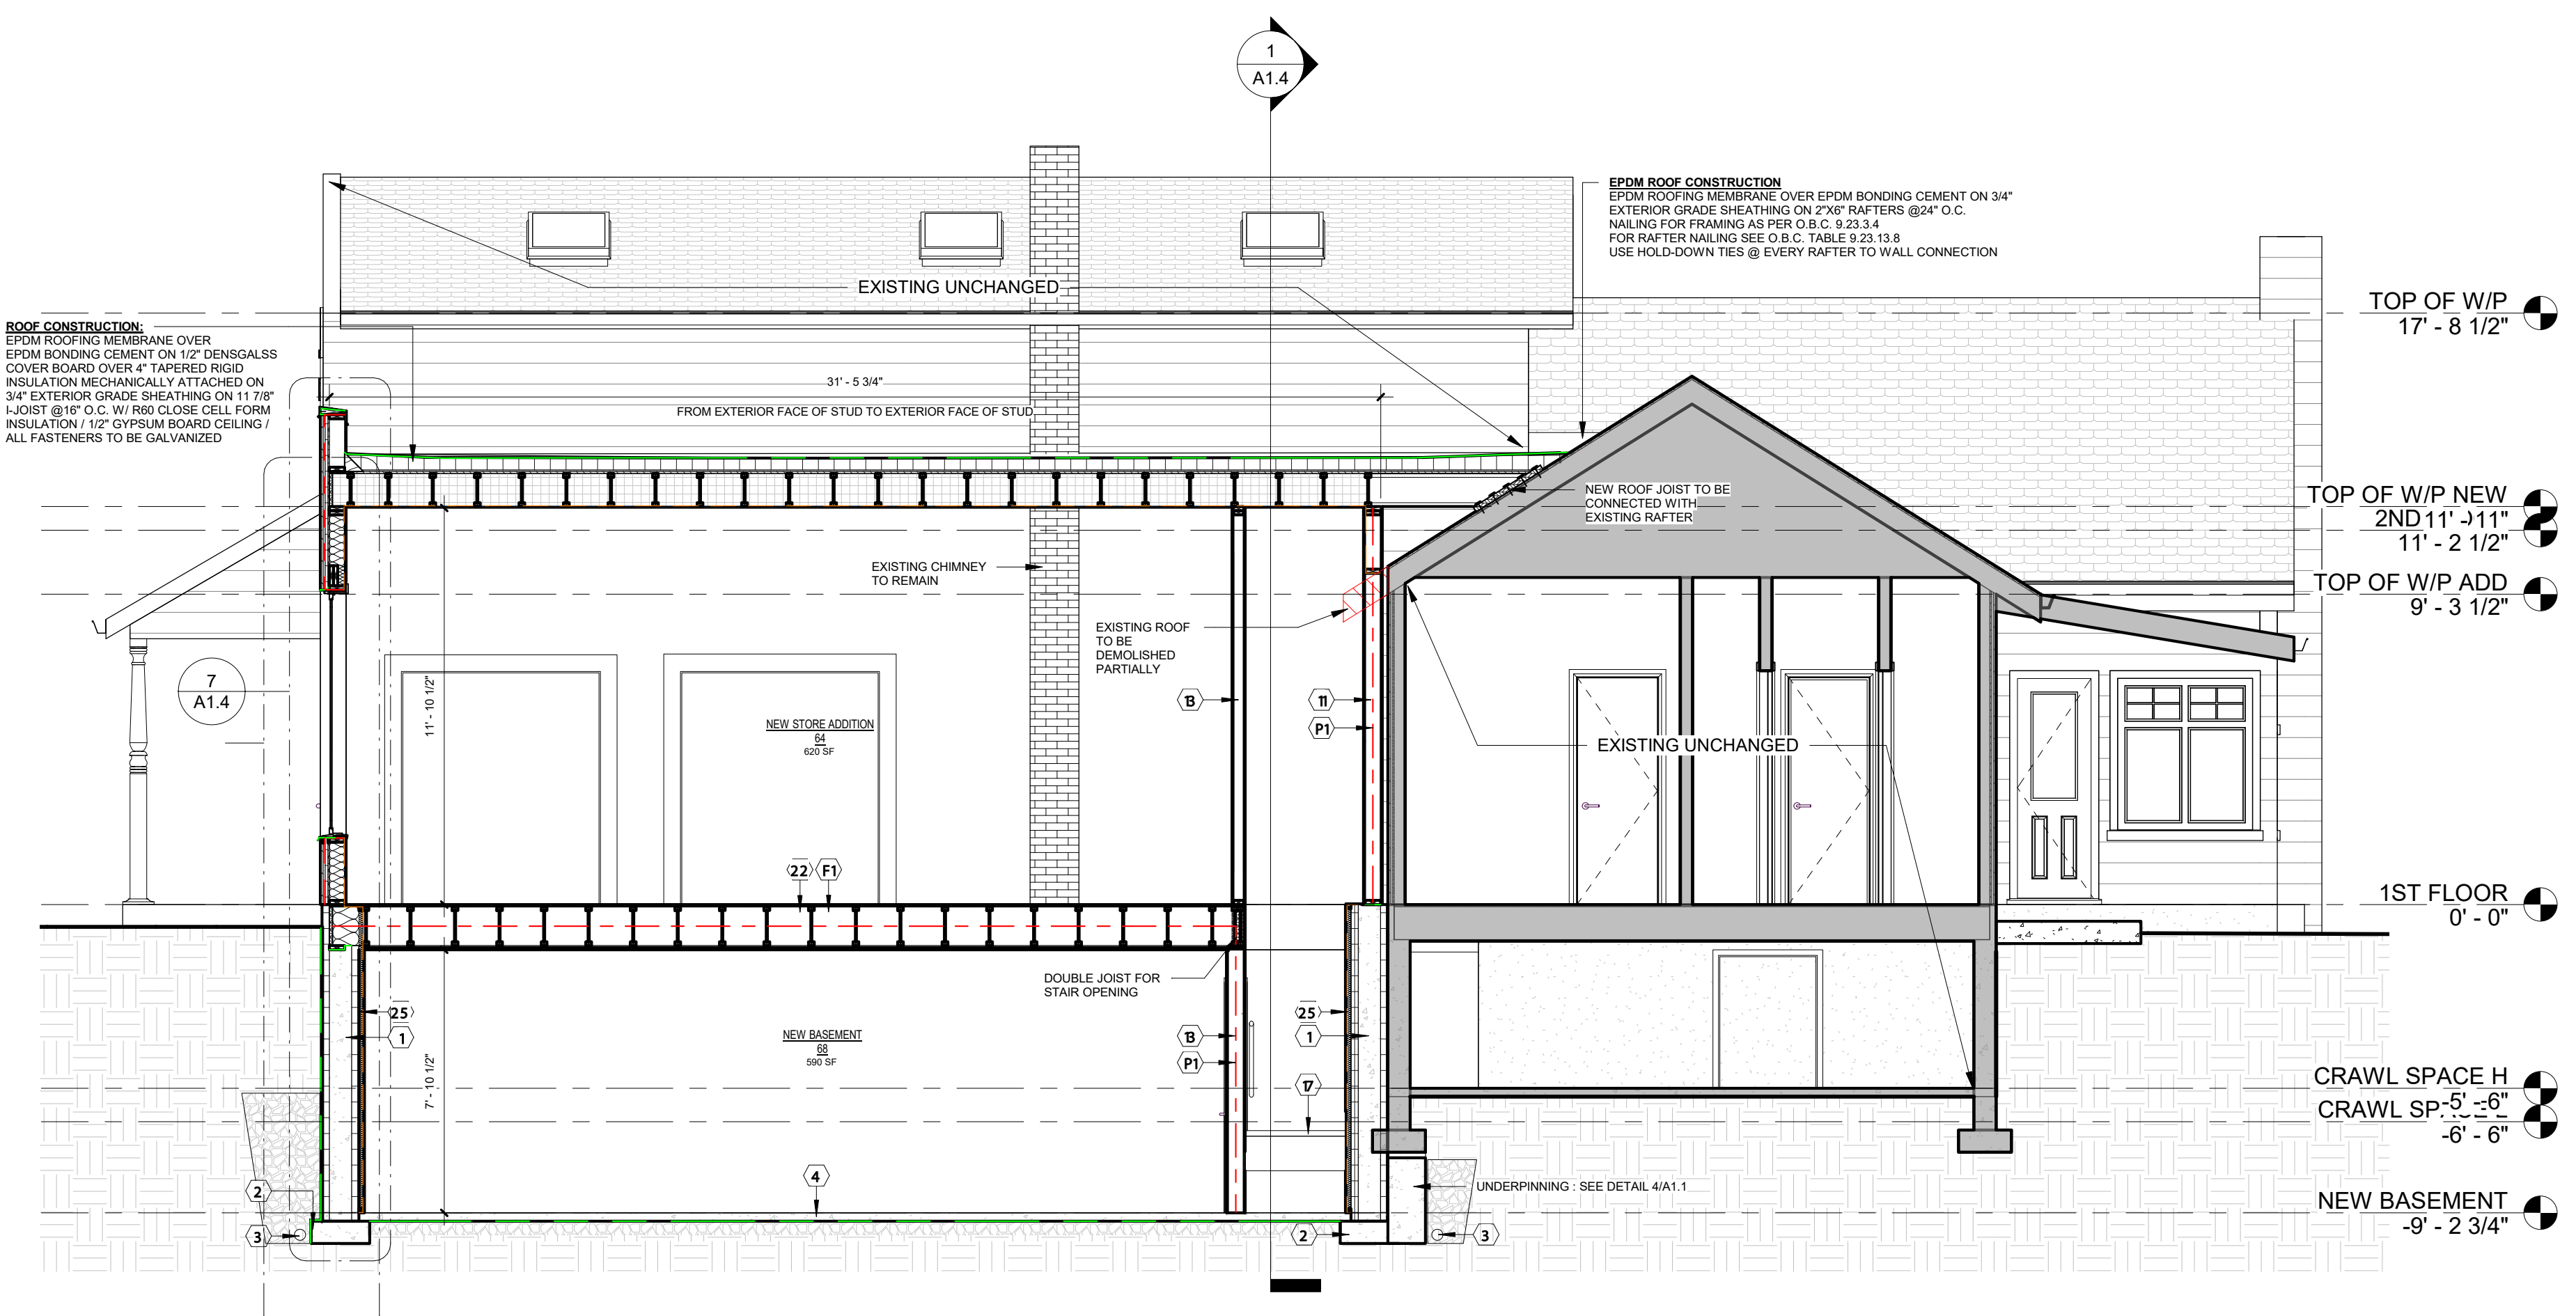 1
A1.4
EPDM ROOF CONSTRUCTION
EPDM ROOFING MEMBRANE OVER EPDM BONDING CEMENT ON 3/4"
EXTERIOR GRADE SHEATHING ON 2"X6" RAFTERS @24" O.C.
NAILING FOR FRAMING AS PER O.B.C. 9.23.3.4
FOR RAFTER NAILING SEE O.B.C. TABLE 9.23.13.8
USE HOLD-DOWN TIES @ EVERY RAFTER TO WALL CONNECTION
EXISTING UNCHANGED
ROOF CONSTRUCTION:
EPDM ROOFING MEMBRANE OVER
EPDM BONDING CEMENT ON 1/2" DENSGALSS
COVER BOARD OVER 4" TAPERED RIGID
INSULATION MECHANICALLY ATTACHED ON
3/4" EXTERIOR GRADE SHEATHING ON 11 7/8"
I-JOIST @16" O.C. W/ R60 CLOSE CELL FORM
INSULATION / 1/2" GYPSUM BOARD CEILING /
ALL FASTENERS TO BE GALVANIZED
31' - 5 3/4"
FROM EXTERIOR FACE OF STUD TO EXTERIOR FACE OF STUD
TOP OF W/P
17' - 8 1/2"
NEW ROOF JOIST TO BE
CONNECTED WITH
EXISTING RAFTER
TOP OF W/P NEW
11' - 11"
2ND
11' - 2 1/2"
TOP OF W/P ADD
9' - 3 1/2"
EXISTING CHIMNEY
TO REMAIN
EXISTING ROOF
TO BE
DEMOLISHED
PARTIALLY
7
A1.4
11' - 10 1/2"
NEW STORE ADDITION
64
620 SF
13
11
P1
EXISTING UNCHANGED
22
F1
1ST FLOOR
0' - 0"
DOUBLE JOIST FOR
STAIR OPENING
25
1
7' - 10 1/2"
NEW BASEMENT
68
590 SF
13
P1
25
1
17
CRAWL SPACE H
-5' - 6"
CRAWL SPACE L
-6' - 6"
4
2
3
UNDERPINNING : SEE DETAIL 4/A1.1
2
3
NEW BASEMENT
-9' - 2 3/4"